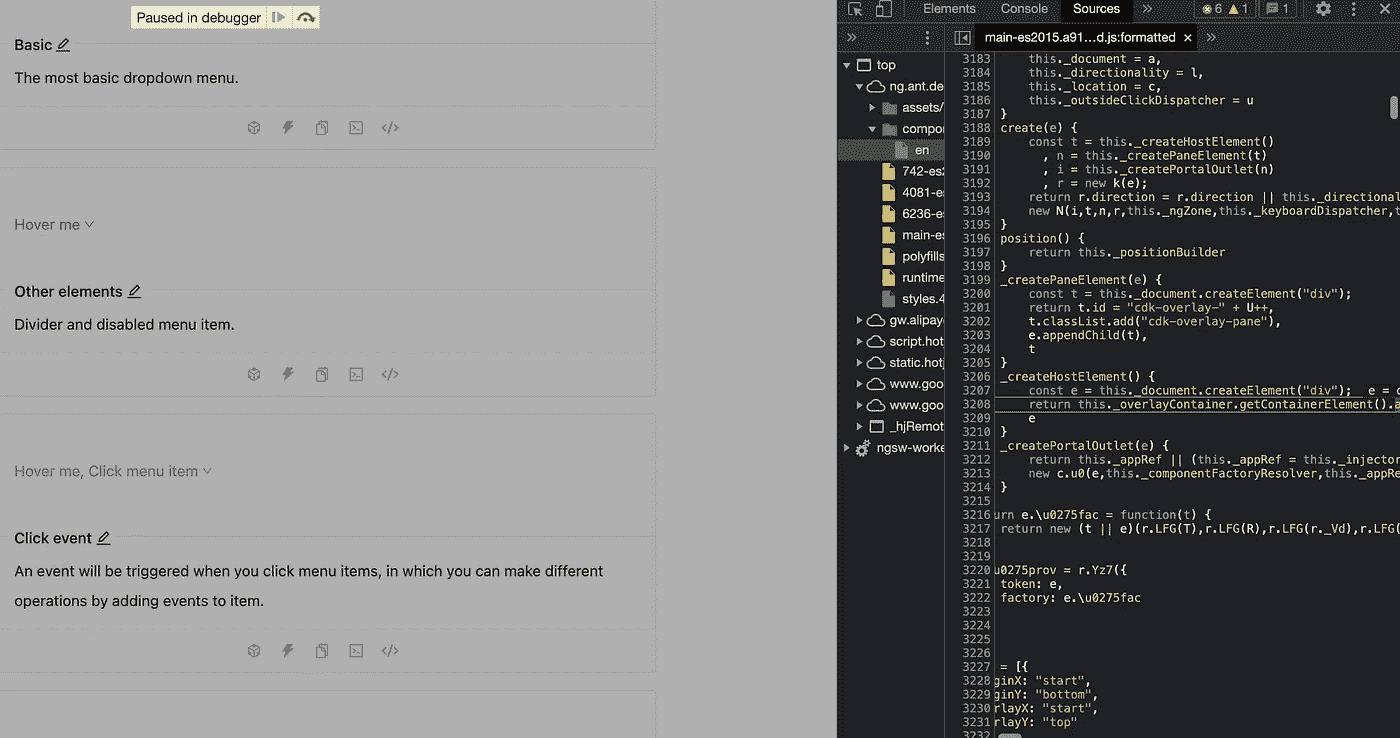 Paused in debugger
Basic
The most basic dropdown menu.
Hover me
Other elements
Divider and disabled menu item.
Hover me, Click menu item
Click event
An event will be triggered when you click menu items, in which you can make different
operations by adding events to item.
Elements Console Sources » 6 1 1
» main-es2015.a91...d.js:formatted × »
top
ng.ant.de
assets/
compo
en
742-es2
4081-es
6236-e
main-es
polyfills
runtime
styles.4
gw.alipay
script.hot
static.hotj
www.goo
www.goo
_hjRemot
ngsw-worke
3183 this._document = a,
3184 this._directionality = l,
3185 this._location = c,
3186 this._outsideClickDispatcher = u
3187 }
3188 create(e) {
3189 const t = this._createHostElement()
3190 , n = this._createPaneElement(t)
3191 , i = this._createPortalOutlet(n)
3192 , r = new k(e);
3193 return r.direction = r.direction || this._directional
3194 new N(i,t,n,r,this._ngZone,this._keyboardDispatcher,t
3195 }
3196 position() {
3197 return this._positionBuilder
3198 }
3199 _createPaneElement(e) {
3200 const t = this._document.createElement("div");
3201 return t.id = "cdk-overlay-" + U++,
3202 t.classList.add("cdk-overlay-pane"),
3203 e.appendChild(t),
3204 t
3205 }
3206 _createHostElement() {
3207 const e = this._document.createElement("div"); e = c
3208 return this._overlayContainer.getContainerElement().a
3209 e
3210 }
3211 _createPortalOutlet(e) {
3212 return this._appRef || (this._appRef = this._injector
3213 new c.u0(e,this._componentFactoryResolver,this._appRe
3214 }
3215
3216 urn e.\u0275fac = function(t) {
3217 return new (t || e)(r.LFG(T),r.LFG(R),r.LFG(r._Vd),r.LFG(
3218
3219
3220 u0275prov = r.Yz7({
3221 token: e,
3222 factory: e.\u0275fac
3223
3224
3225
3226
3227 = [{
3228 ginX: "start",
3229 ginY: "bottom",
3230 rlayX: "start",
3231 rlayY: "top"
3232